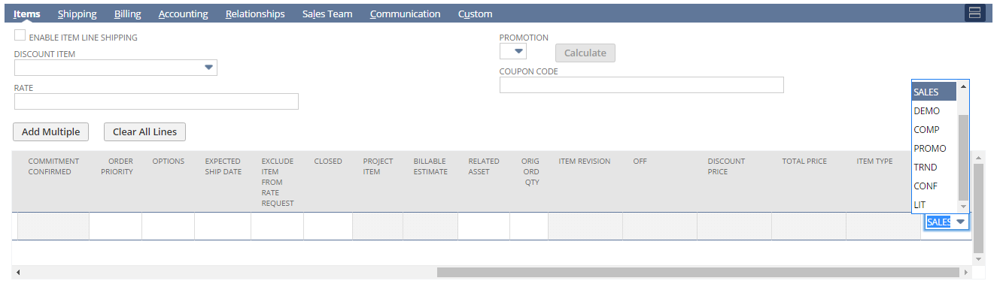 Items Shipping Billing Accounting Relationships Sales Team Communication Custom
ENABLE ITEM LINE SHIPPING
DISCOUNT ITEM
RATE
PROMOTION
Calculate
COUPON CODE
Add Multiple Clear All Lines
COMMITMENT
CONFIRMED
ORDER
PRIORITY
OPTIONS
EXPECTED
SHIP DATE
EXCLUDE
ITEM
FROM
RATE
REQUEST
CLOSED
PROJECT
ITEM
BILLABLE
ESTIMATE
RELATED
ASSET
ORIG
ORD
QTY
ITEM REVISION
OFF
DISCOUNT
PRICE
TOTAL PRICE
ITEM TYPE
SALES
DEMO
COMP
PROMO
TRND
CONF
LIT
SALES